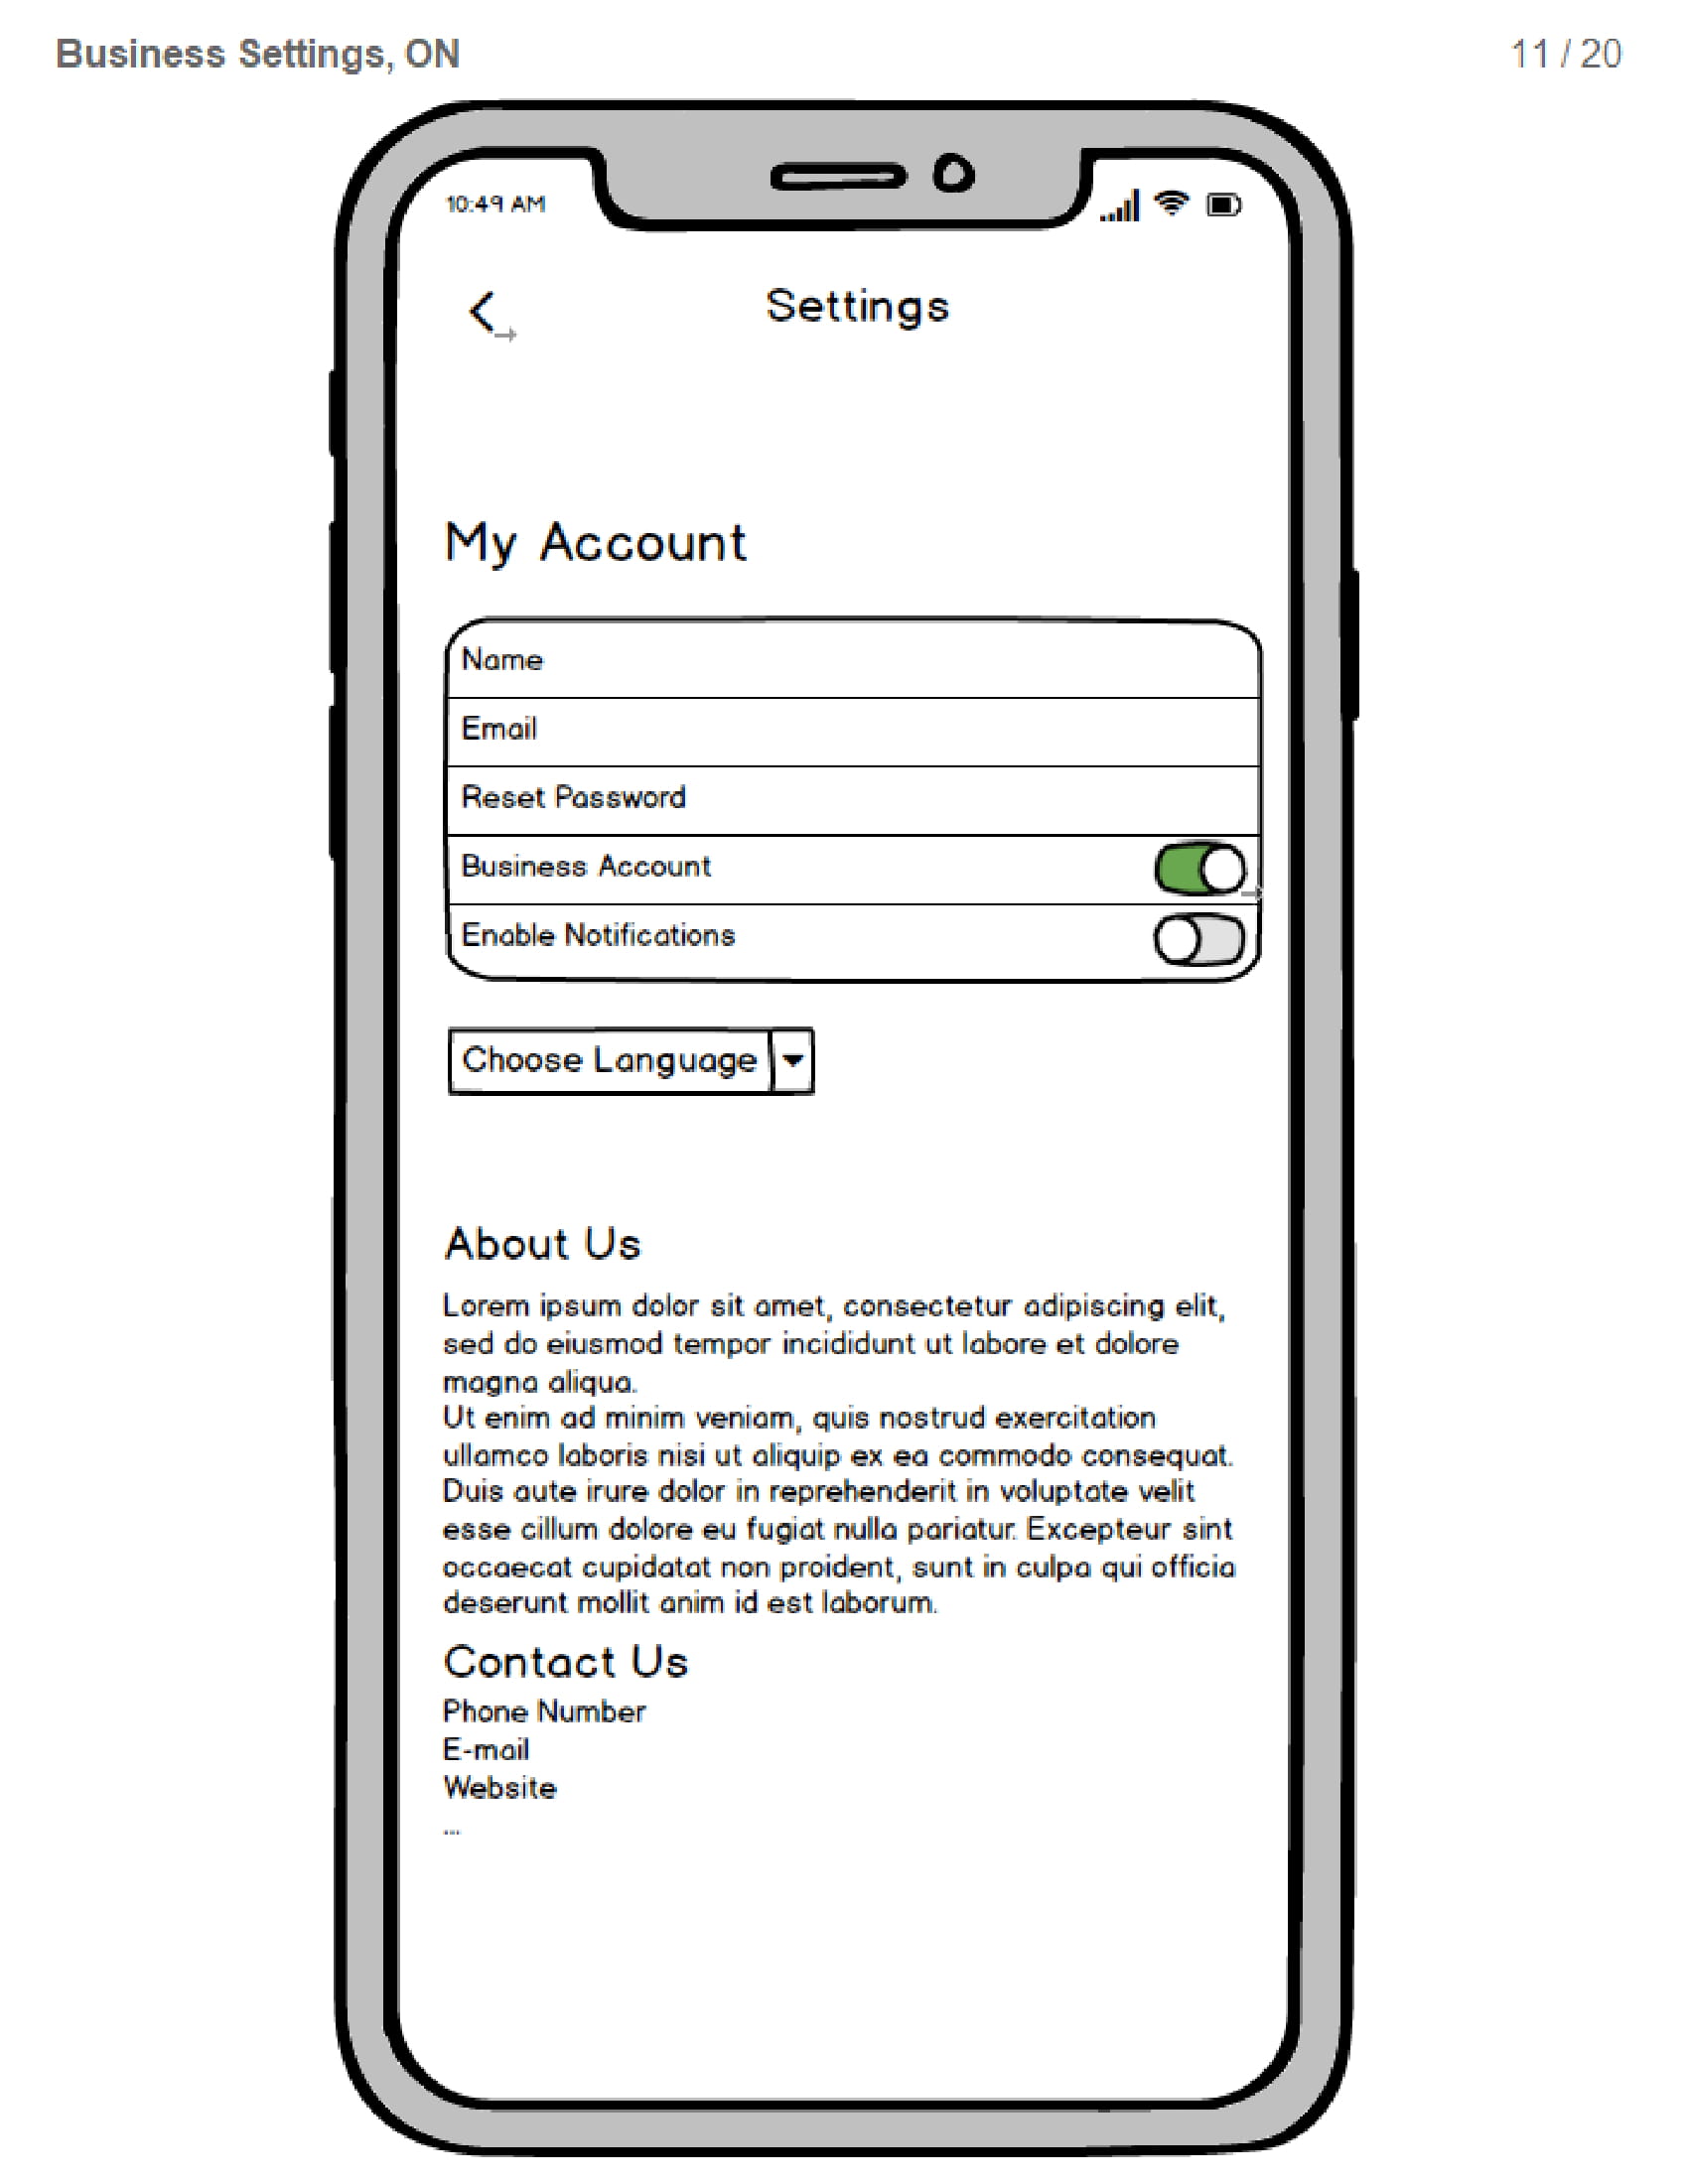 Business Settings, ON
11 / 20
10:49 AM
Settings
My Account
Name
Email
Reset Password
Business Account
Enable Notifications
Choose Language
About Us
Lorem ipsum dolor sit amet, consectetur adipiscing elit,
sed do eiusmod tempor incididunt ut labore et dolore
magna aliqua.
Ut enim ad minim veniam, quis nostrud exercitation
ullamco laboris nisi ut aliquip ex ea commodo consequat.
Duis aute irure dolor in reprehenderit in voluptate velit
esse cillum dolore eu fugiat nulla pariatur. Excepteur sint
occaecat cupidatat non proident, sunt in culpa qui officia
deserunt mollit anim id est laborum.
Contact Us
Phone Number
E-mail
Website
...